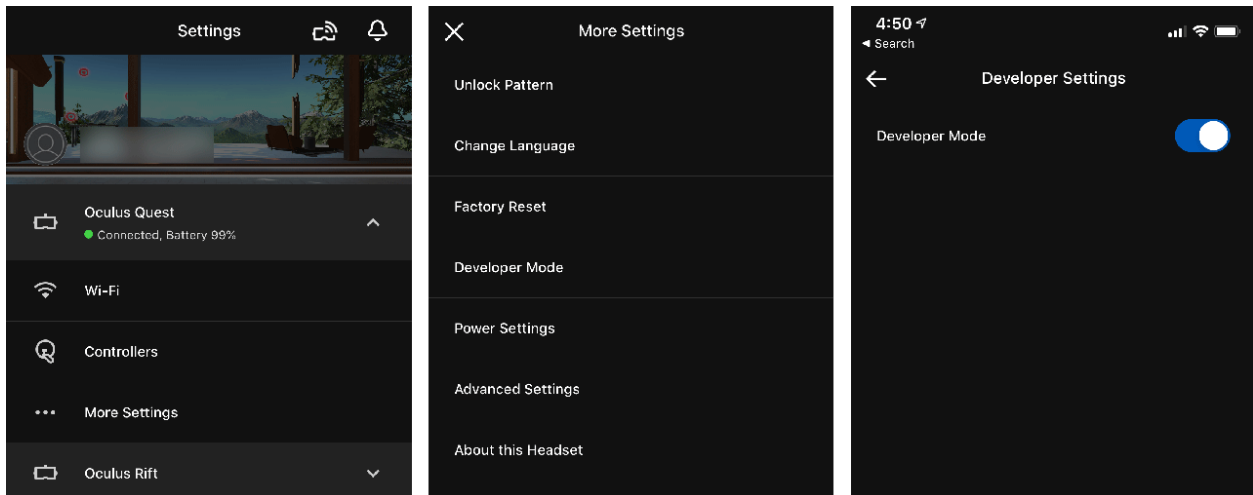 Settings
Oculus Quest
Connected, Battery 99%
Wi-Fi
Controllers
More Settings
Oculus Rift
More Settings
Unlock Pattern
Change Language
Factory Reset
Developer Mode
Power Settings
Advanced Settings
About this Headset
4:50
Search
Developer Settings
Developer Mode